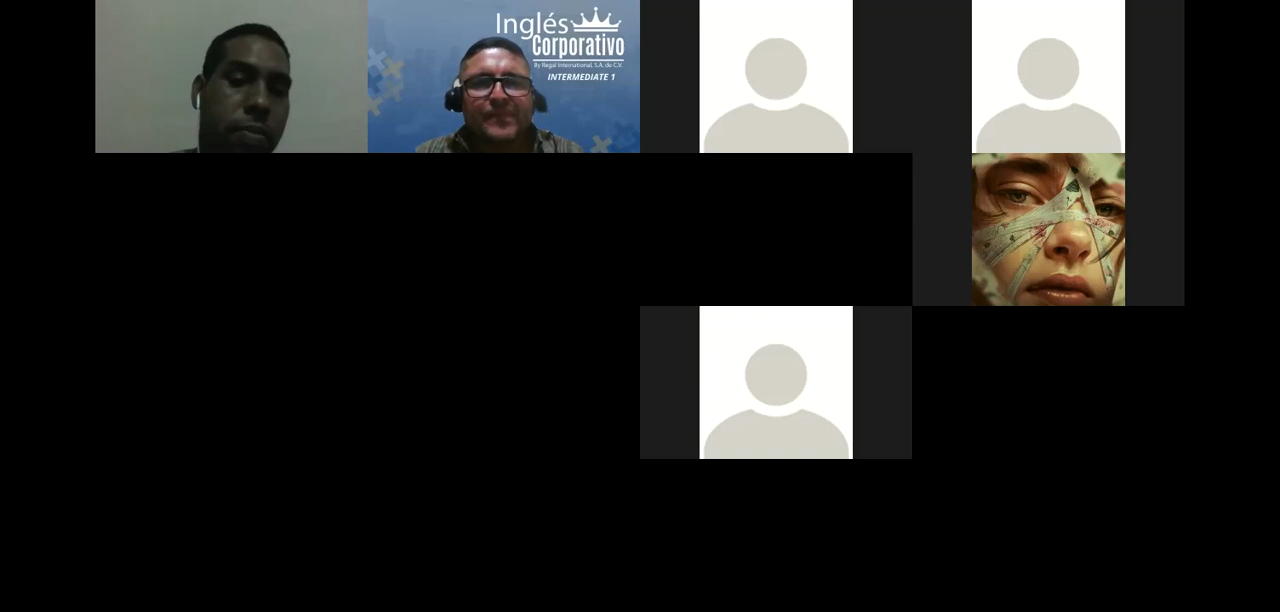 Inglés
Corporativo
By Regal International, S.A. de C.V.
INTERMEDIATE 1